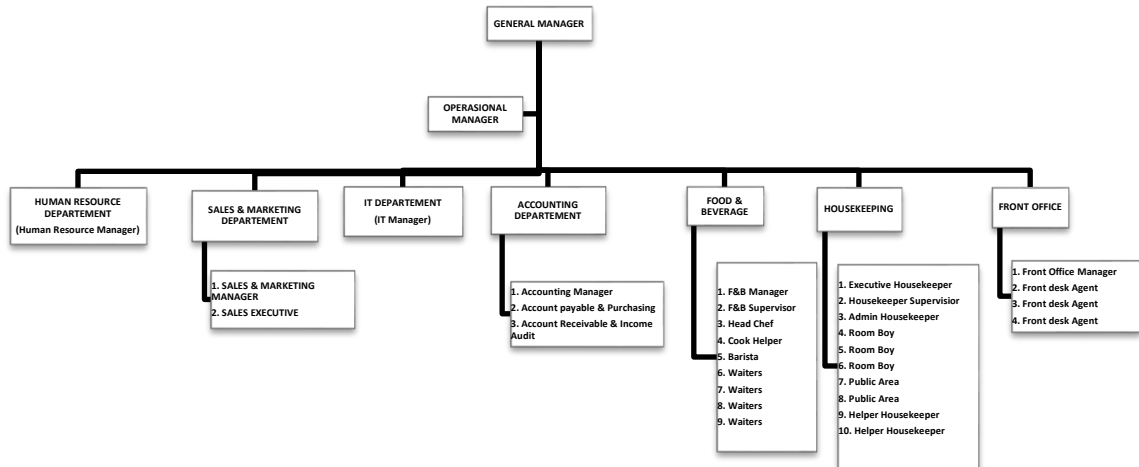 GENERAL MANAGER
OPERASIONAL
MANAGER
HUMAN RESOURCE
DEPARTEMENT
(Human Resource Manager)
SALES & MARKETING
DEPARTEMENT
IT DEPARTEMENT
(IT Manager)
ACCOUNTING
DEPARTEMENT
FOOD &
BEVERAGE
HOUSEKEEPING
FRONT OFFICE
1. SALES & MARKETING
MANAGER
2. SALES EXECUTIVE
1. Accounting Manager
2. Account payable & Purchasing
3. Account Receivable & Income
Audit
1. F&B Manager
2. F&B Supervisor
3. Head Chef
4. Cook Helper
5. Barista
6. Waiters
7. Waiters
8. Waiters
9. Waiters
1. Executive Housekeeper
2. Housekeeper Supervisior
3. Admin Housekeeper
4. Room Boy
5. Room Boy
6. Room Boy
7. Public Area
8. Public Area
9. Helper Housekeeper
10. Helper Housekeeper
1. Front Office Manager
2. Front desk Agent
3. Front desk Agent
4. Front desk Agent